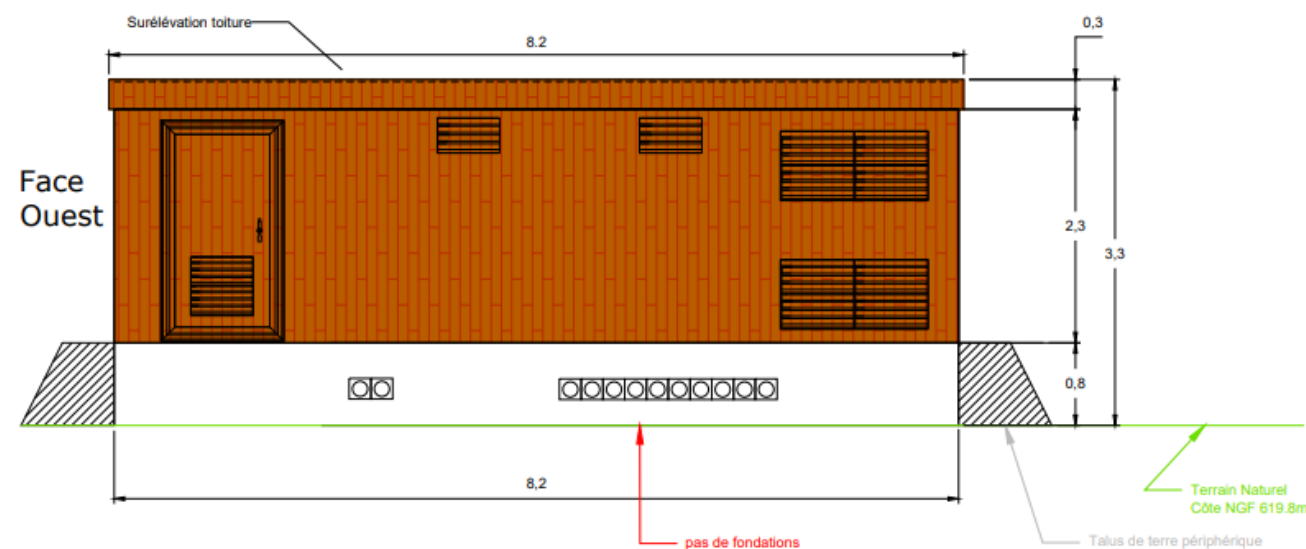 Surélévation toiture
0,3
8.2
Face
Ouest
2,3
3,3
0,8
8,2
Terrain Naturel
Côte NGF 619.8m
pas de fondations
Talus de terre périphérique